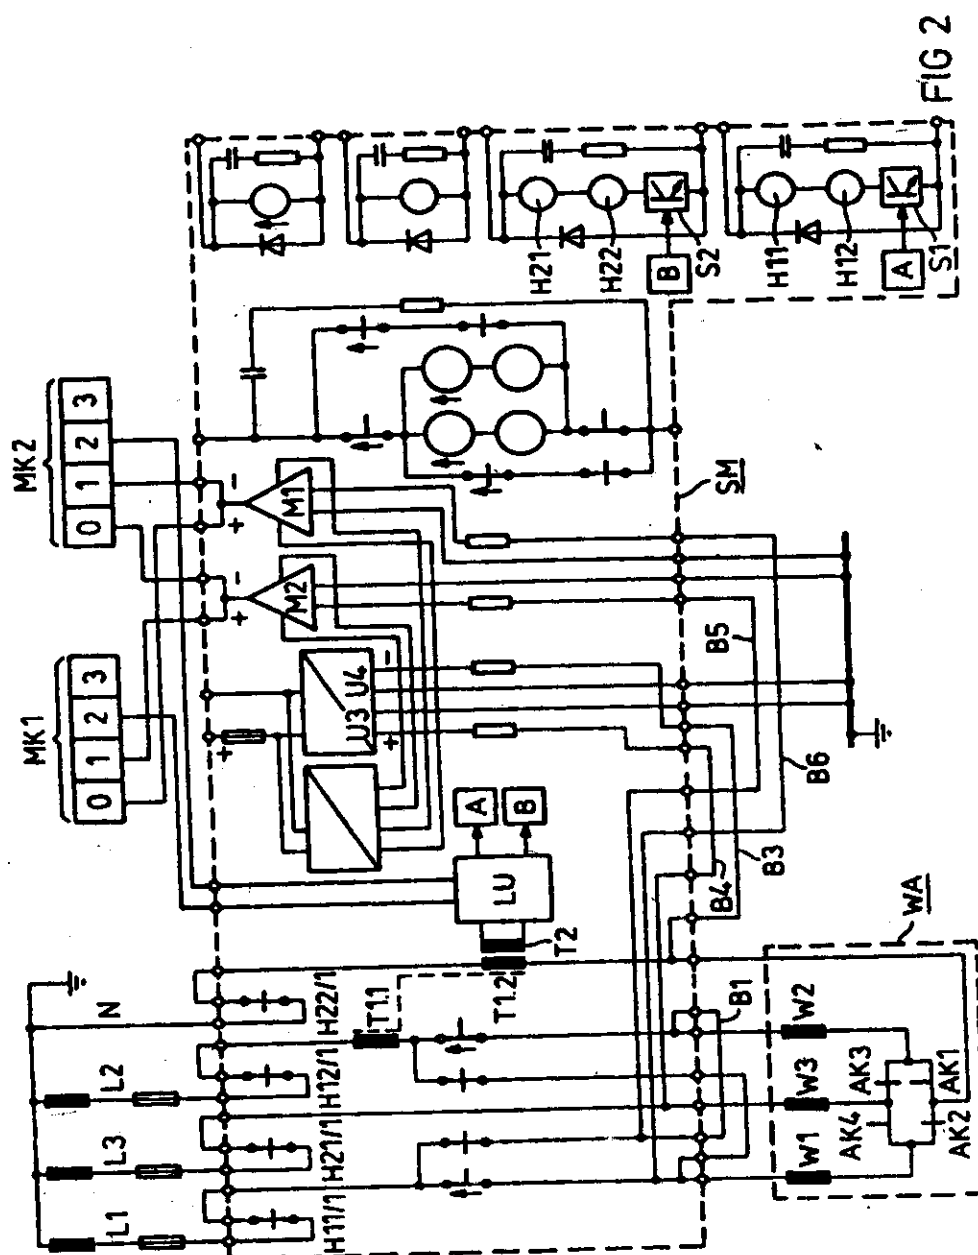 FIG 2
MK2
0 1 2 3
MK1
0 1 2 3
+ -
M1
+ -
M2
+
U3 U4
+ -
LU
A
B
T2
T1.1
T1.2
N
L2
L3
L1
H22/1
H12/1
H21/1
H11/1
H21
H22
B
S2
H11
H12
A
S1
SM
B5
B6
B3
B4
B1
WA
W2
W3
W1
AK3
AK1
AK4
AK2